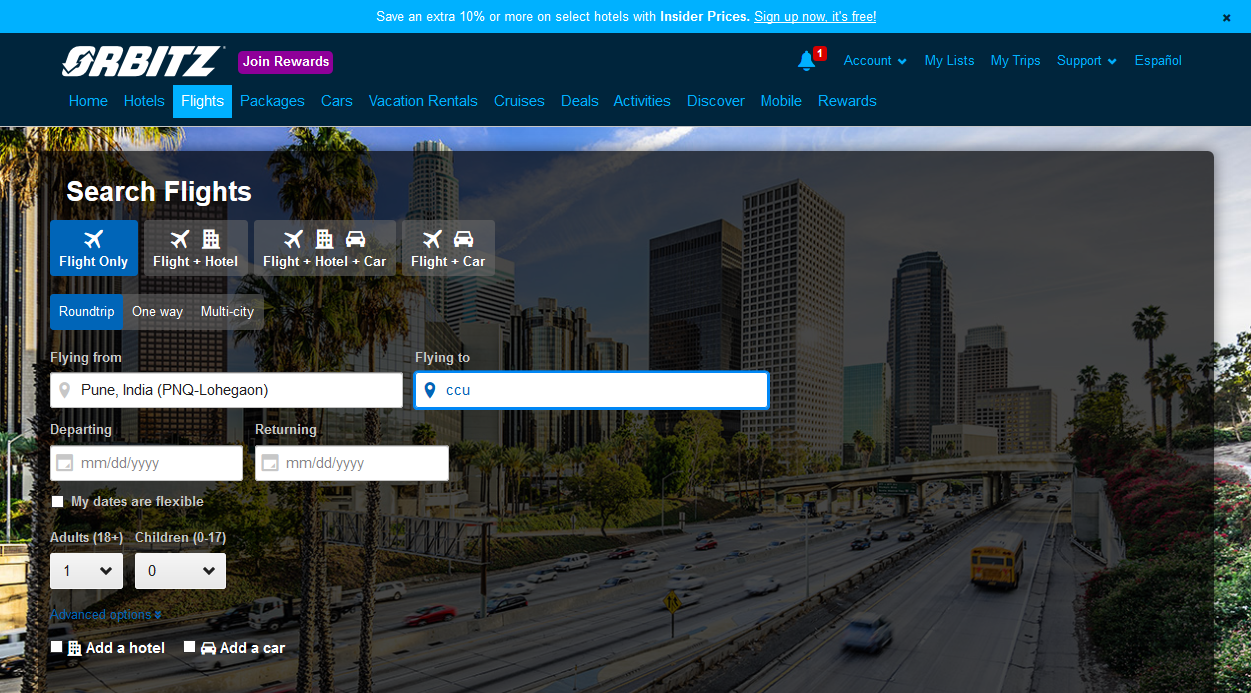 Save an extra 10% or more on select hotels with Insider Prices. Sign up now, it's free! ×
ORBITZ Join Rewards 1 Account My Lists My Trips Support Español
Home Hotels Flights Packages Cars Vacation Rentals Cruises Deals Activities Discover Mobile Rewards
Search Flights
Flight Only Flight + Hotel Flight + Hotel + Car Flight + Car
Roundtrip One way Multi-city
Flying from Flying to
Pune, India (PNQ-Lohegaon) ccu
Departing Returning
mm/dd/yyyy mm/dd/yyyy
My dates are flexible
Adults (18+) Children (0-17)
1 0
Advanced options
Add a hotel Add a car